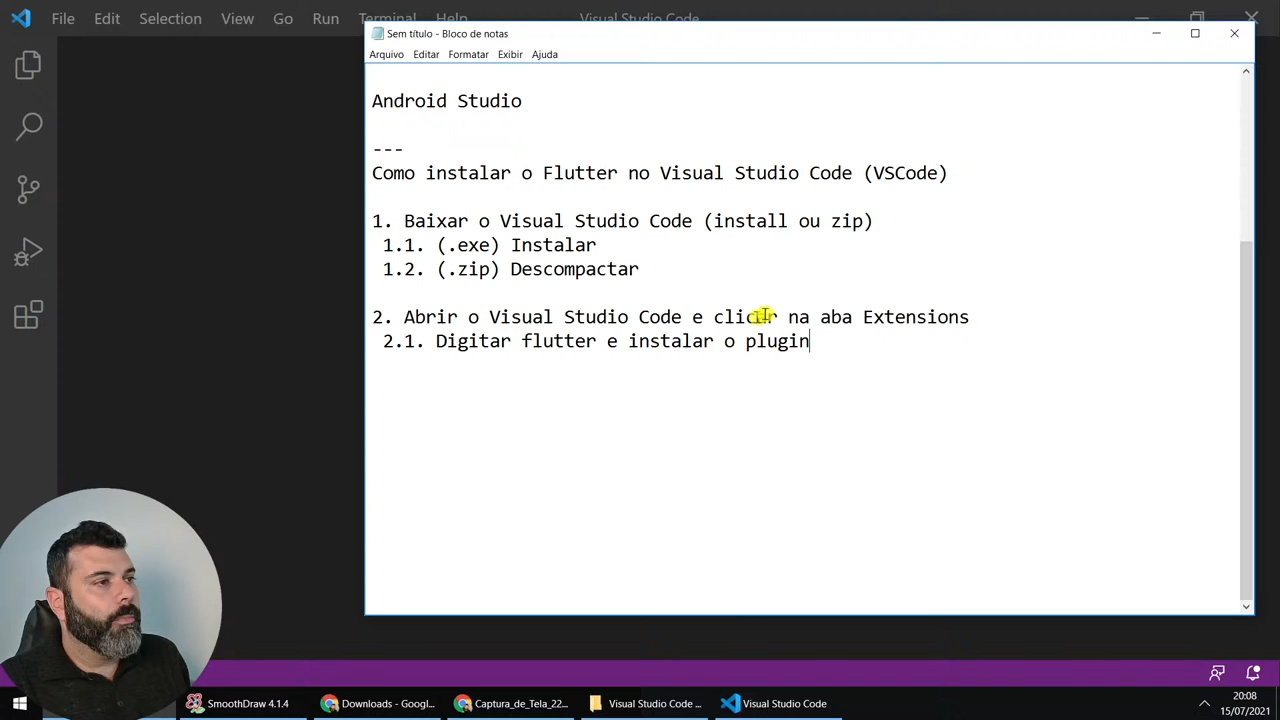 File Edit Selection View Go Run Terminal Help Visual Studio Code
Sem título - Bloco de notas
Arquivo Editar Formatar Exibir Ajuda
Android Studio
---
Como instalar o Flutter no Visual Studio Code (VSCode)
1. Baixar o Visual Studio Code (install ou zip)
1.1. (.exe) Instalar
1.2. (.zip) Descompactar
2. Abrir o Visual Studio Code e clicar na aba Extensions
2.1. Digitar flutter e instalar o plugin
SmoothDraw 4.1.4
Downloads - Googl...
Captura_de_Tela_22...
Visual Studio Code ...
Visual Studio Code
20:08
15/07/2021